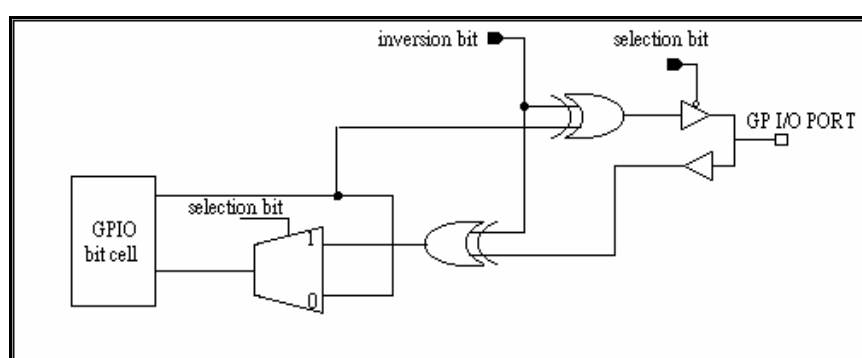 inversion bit
selection bit
GP I/O PORT
selection bit
GPIO
bit cell
1
0